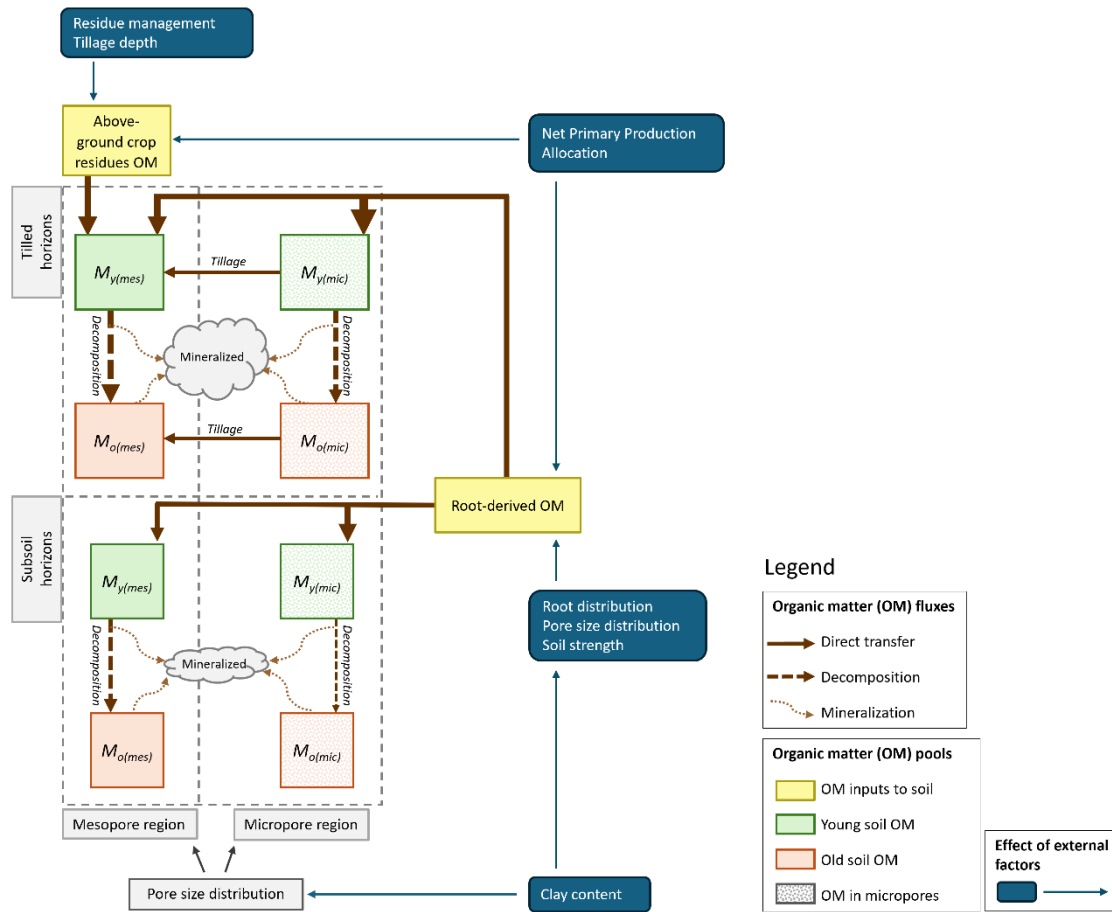 Residue management
Tillage depth
Above-
ground crop
residues OM
Net Primary Production
Allocation
Tilled
horizons
My(mes)
Tillage
My(mic)
Decomposition
Mineralized
Decomposition
Mo(mes)
Tillage
Mo(mic)
Root-derived OM
Subsoil
horizons
My(mes)
My(mic)
Decomposition
Mineralized
Decomposition
Mo(mes)
Mo(mic)
Root distribution
Pore size distribution
Soil strength
Mesopore region
Micropore region
Pore size distribution
Clay content
Legend
Organic matter (OM) fluxes
Direct transfer
Decomposition
Mineralization
Organic matter (OM) pools
OM inputs to soil
Young soil OM
Old soil OM
OM in micropores
Effect of external
factors